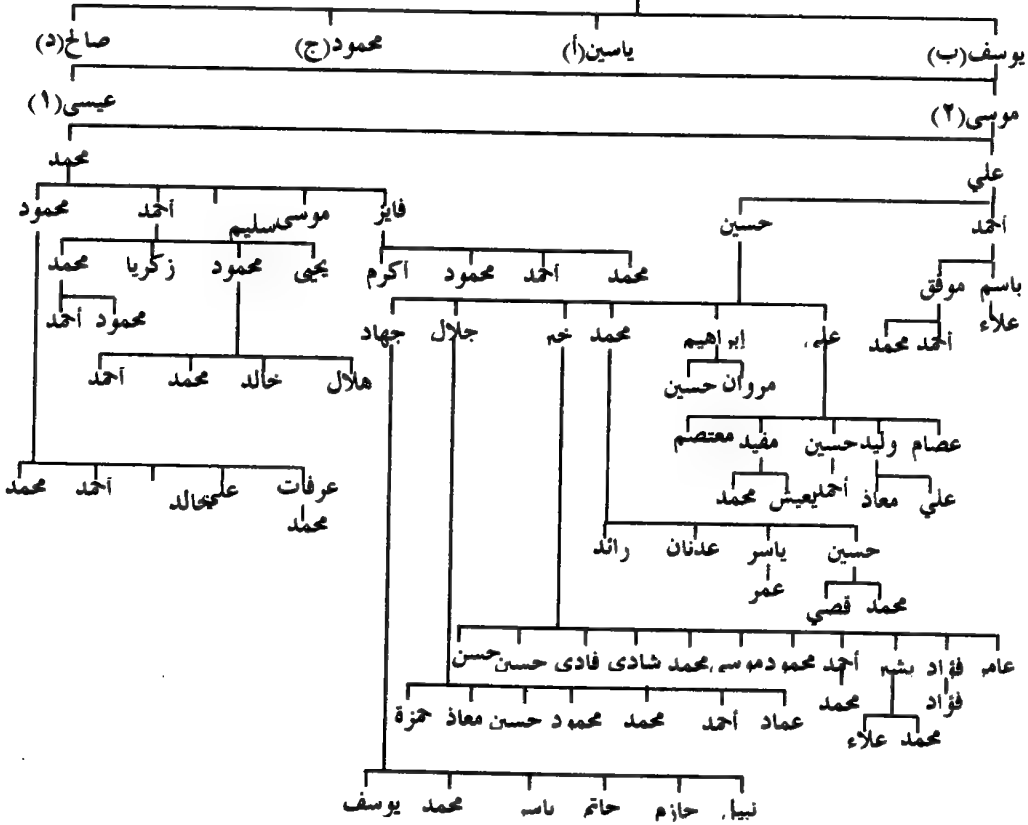 يوسف(ب) ياسين(أ) محمود(ج) صالح(د)
موسى(٢) عيسى(١)
علي محمد
أحمد حسين فايز موسى سليم أحمد محمود
باسم موفق محمد أحمد محمود أكرم يحيى محمود زكريا محمد
علاء أحمد محمد علي إبراهيم محمد جلال جهاد محمود أحمد
مروان حسين هلال خالد محمد أحمد
عصام وليد حسين مفيد معتصم
علي معاذ أحمد يعيش محمد عرفات علي خالد أحمد محمد
محمد
حسين ياسر عدنان رائد
محمد قصي عمر
عامر فؤاد بشير أحمد محمود موسى محمد شادي فادي حسين حسن
فؤاد محمد
عماد أحمد محمد محمود حسين معاذ حمزة
محمد علاء
نبيل حازم حاتم ياسر محمد يوسف